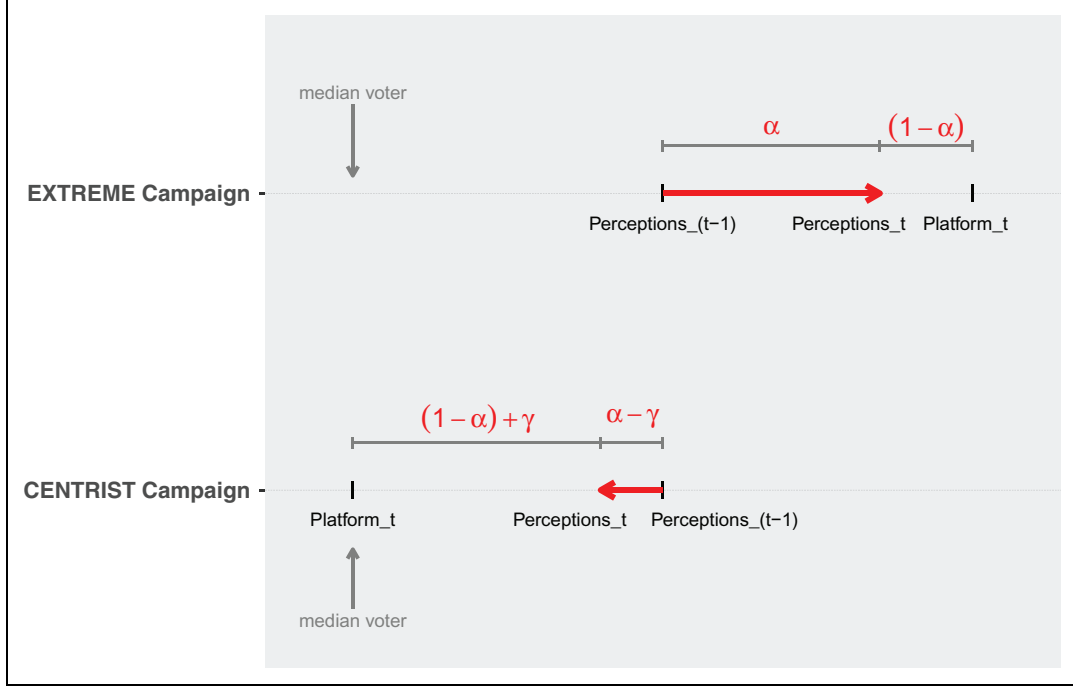 median voter
α (1 − α)
EXTREME Campaign
Perceptions_(t−1) Perceptions_t Platform_t
(1 − α) + γ α − γ
CENTRIST Campaign
Platform_t Perceptions_t Perceptions_(t−1)
median voter